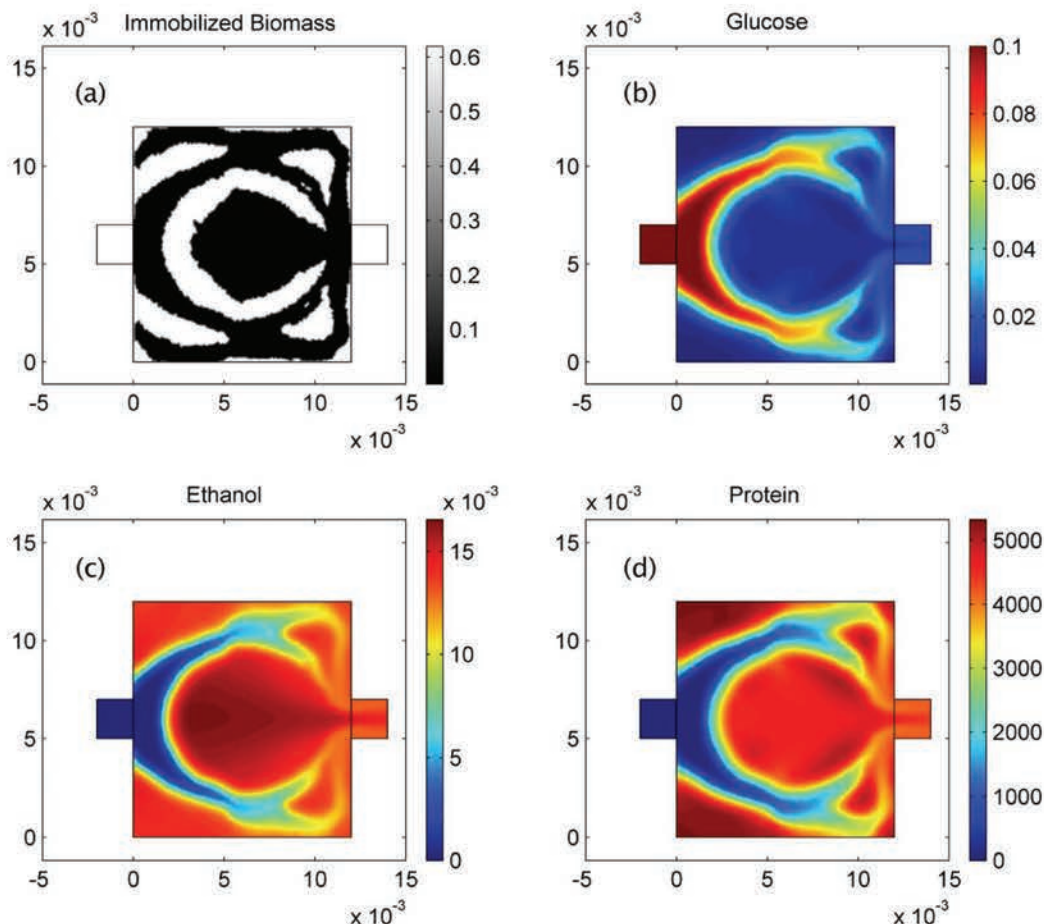 x 10-3 Immobilized Biomass
(a)
15
10
5
0
-5 0 5 10 15
x 10-3
0.6
0.5
0.4
0.3
0.2
0.1
x 10-3 Glucose
(b)
15
10
5
0
-5 0 5 10 15
x 10-3
0.1
0.08
0.06
0.04
0.02
x 10-3 Ethanol x 10-3
(c)
15
10
5
0
-5 0 5 10 15
x 10-3
15
10
5
0
x 10-3 Protein
(d)
15
10
5
0
-5 0 5 10 15
x 10-3
5000
4000
3000
2000
1000
0